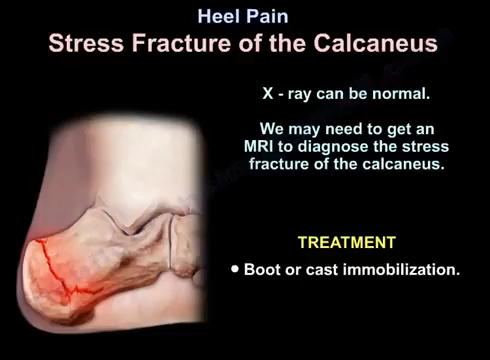 Heel Pain
Stress Fracture of the Calcaneus
X - ray can be normal.
We may need to get an
MRI to diagnose the stress
fracture of the calcaneus.
TREATMENT
• Boot or cast immobilization.